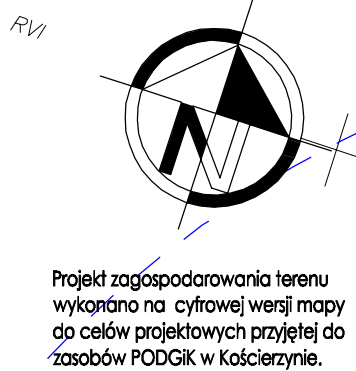 RVI
N
Projekt zagospodarowania terenu
wykonano na cyfrowej wersji mapy
do celów projektowych przyjętej do
zasobów PODGiK w Kościerzynie.